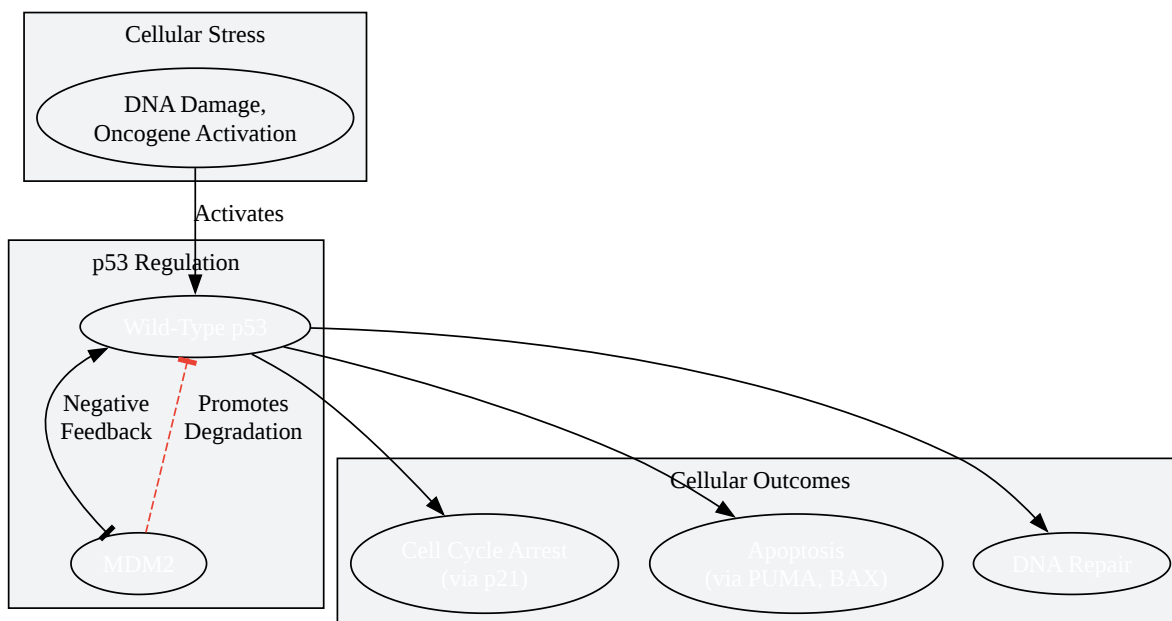 Cellular Stress
DNA Damage,
Oncogene Activation
Activates
p53 Regulation
Wild-Type p53
Negative
Feedback
Promotes
Degradation
MDM2
Cellular Outcomes
Cell Cycle Arrest
(via p21)
Apoptosis
(via PUMA, BAX)
DNA Repair